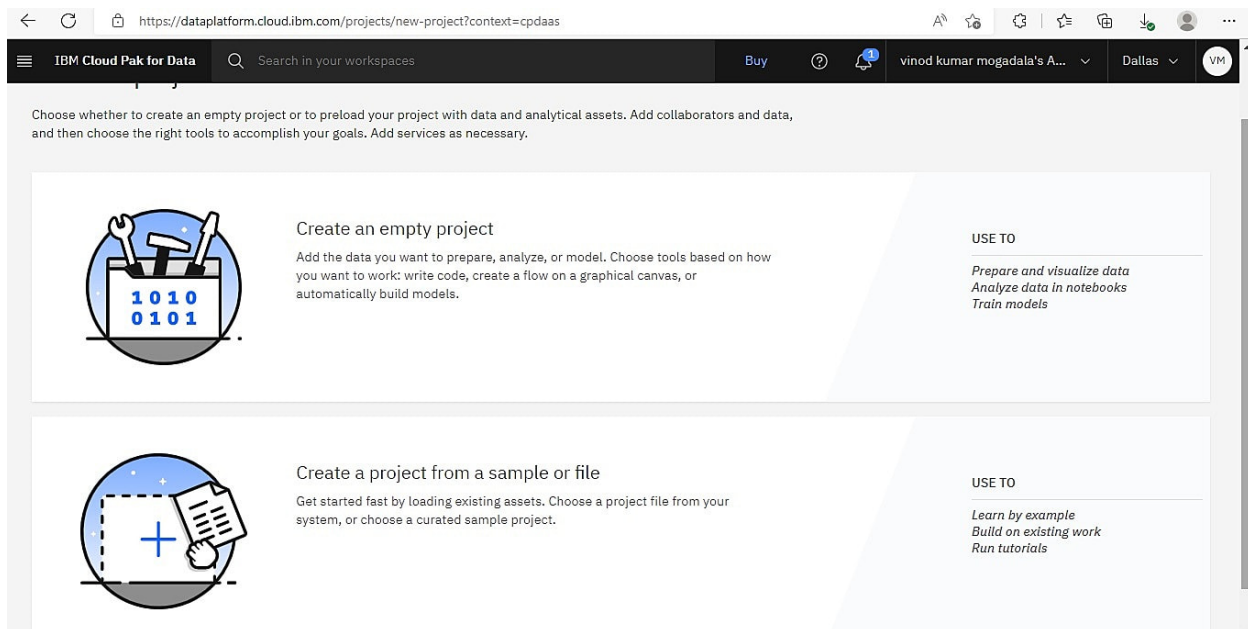 https://dataplatform.cloud.ibm.com/projects/new-project?context=cpdaas
IBM Cloud Pak for Data
Search in your workspaces
Buy
1
vinod kumar mogadala's A...
Dallas
VM
Choose whether to create an empty project or to preload your project with data and analytical assets. Add collaborators and data,
and then choose the right tools to accomplish your goals. Add services as necessary.
1010
0101
Create an empty project
Add the data you want to prepare, analyze, or model. Choose tools based on how
you want to work: write code, create a flow on a graphical canvas, or
automatically build models.
USE TO
Prepare and visualize data
Analyze data in notebooks
Train models
Create a project from a sample or file
Get started fast by loading existing assets. Choose a project file from your
system, or choose a curated sample project.
USE TO
Learn by example
Build on existing work
Run tutorials